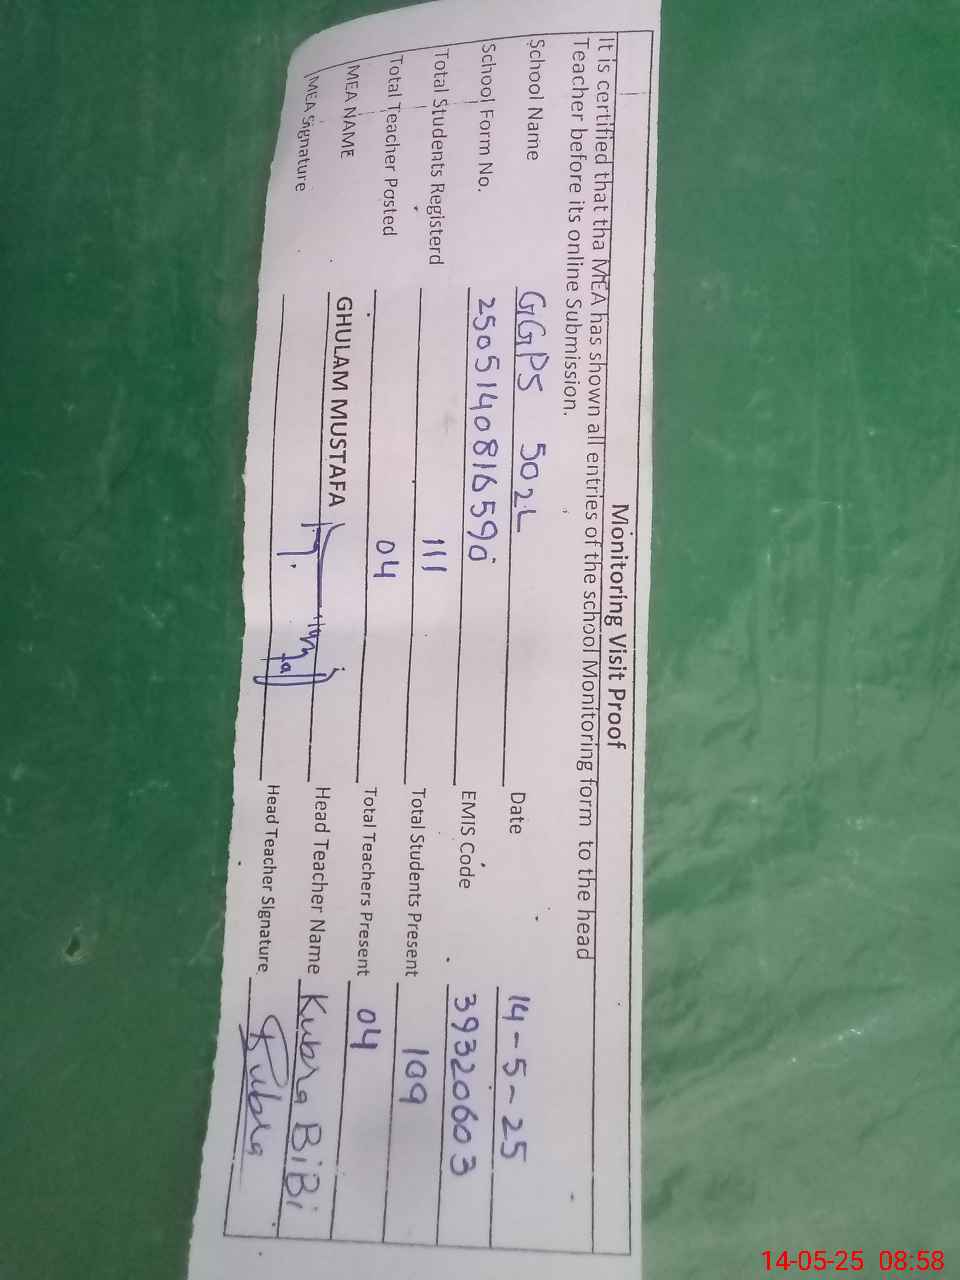 Monitoring Visit Proof
It is certified that tha MEA has shown all entries of the school Monitoring form to the head
Teacher before its online Submission.
School Name GGPS 502L Date 14-5-25
School Form No. 2505140816590 EMIS Code 39320603
Total Students Registerd 111 Total Students Present 109
Total Teacher Posted 04 Total Teachers Present 04
MEA NAME GHULAM MUSTAFA Head Teacher Name Kubra BiBi
MEA Signature Head Teacher Signature Kubra
14-05-25 08:58